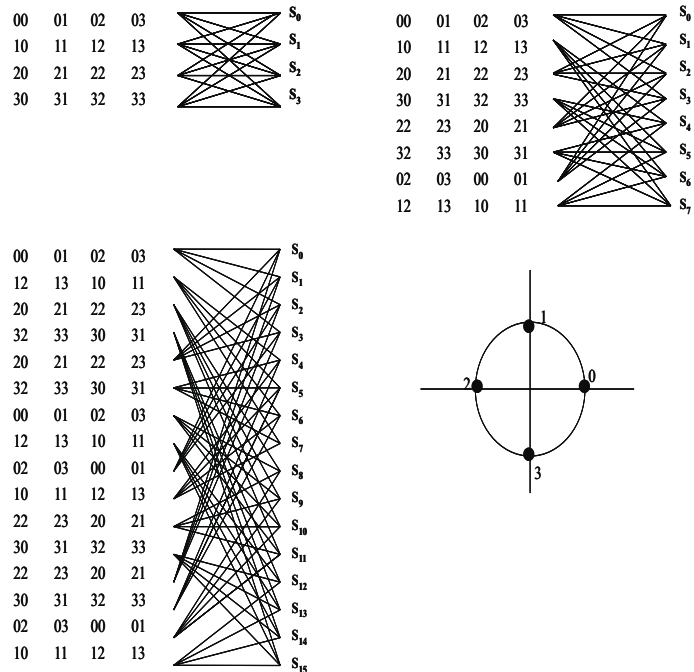 00 01 02 03 S0
10 11 12 13 S1
20 21 22 23 S2
30 31 32 33 S3
00 01 02 03 S0
10 11 12 13 S1
20 21 22 23 S2
30 31 32 33 S3
22 23 20 21 S4
32 33 30 31 S5
02 03 00 01 S6
12 13 10 11 S7
00 01 02 03 S0
12 13 10 11 S1
20 21 22 23 S2
32 33 30 31 S3
20 21 22 23 S4
32 33 30 31 S5
00 01 02 03 S6
12 13 10 11 S7
02 03 00 01 S8
10 11 12 13 S9
22 23 20 21 S10
30 31 32 33 S11
22 23 20 21 S12
30 31 32 33 S13
02 03 00 01 S14
10 11 12 13 S15
1
2 0
3